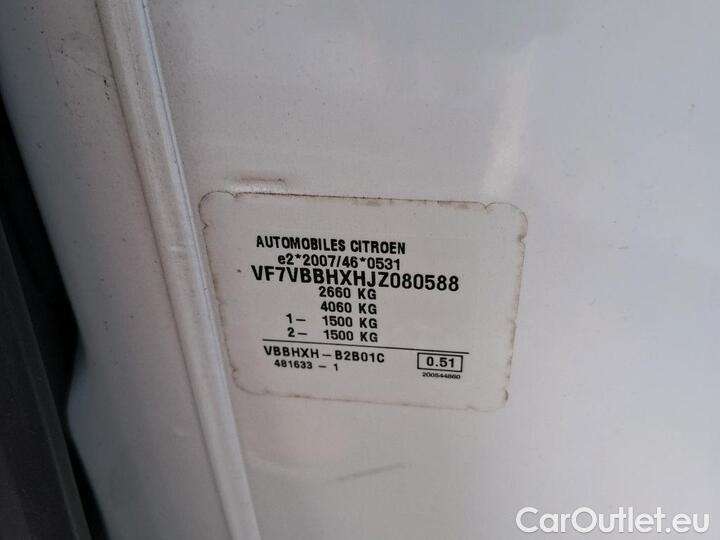 AUTOMOBILES CITROEN
e2*2007/46*0531
VF7VBBHXHJZ080588
2660 KG
4060 KG
1- 1500 KG
2- 1500 KG
VBBHXH-B2B01C 0.51
481633 - 1 200544860
CarOutlet.eu